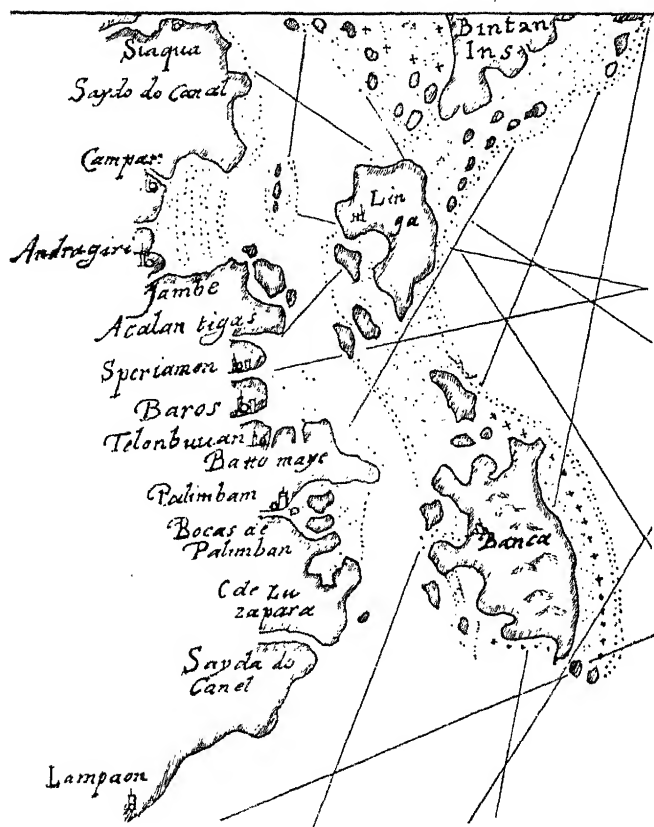 Siaqua
Bintan
Ins
Saydo do Canal
Campar:
Lin
ga
Andragiri
Jambe
Acalan tigas
Speriamon
Baros
Telonbuuan
Batto maye
Palimbam
Bocas de
Palimban
Banca
C de Lu
zapara
Sayda do
Canel
Lampaon